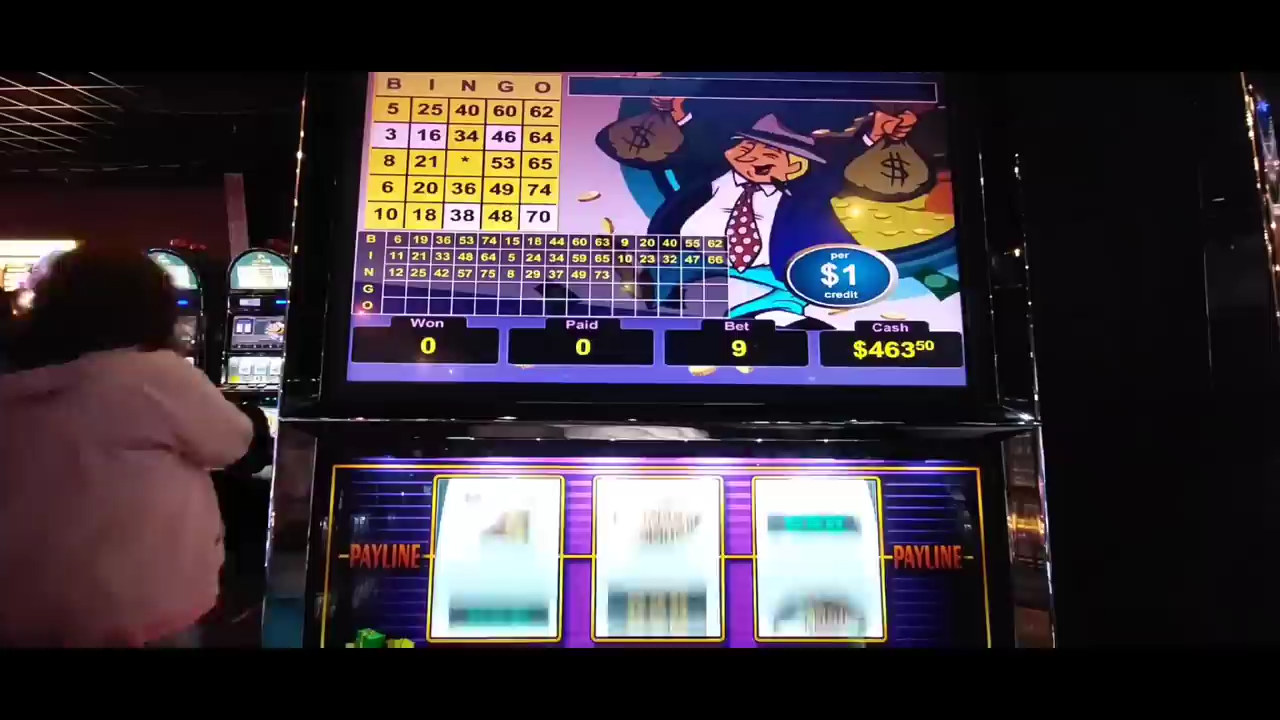 B I N G O
5 25 40 60 62
3 16 34 46 64
8 21 * 53 65
6 20 36 49 74
10 18 38 48 70
B 6 19 36 53 74 15 18 44 60 63 9 20 40 55 62
I 11 21 33 48 64 5 24 34 59 65 10 23 32 47 66
N 12 25 42 57 75 8 29 37 49 73
G
O
$
$
per
$1
credit
Won Paid Bet Cash
0 0 9 $463⁵⁰
PAYLINE PAYLINE